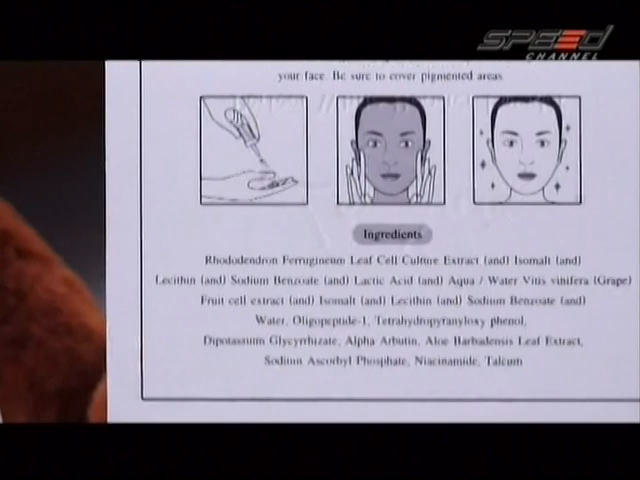 SPEED
CHANNEL
your face. Be sure to cover pigmented areas
Ingredients
Rhododendron Ferrugineum Leaf Cell Culture Extract (and) Isomalt (and)
Lecithin (and) Sodium Benzoate (and) Lactic Acid (and) Aqua / Water Vitis vinifera (Grape)
Fruit cell extract (and) Isomalt (and) Lecithin (and) Sodium Benzoate (and)
Water, Oligopeptide-1, Tetrahydropyranyloxy phenol,
Dipotassum Glycyrrhizate, Alpha Arbutin, Aloe Barbadensis Leaf Extract,
Sodium Ascorbyl Phosphate, Niacinamide, Talcum